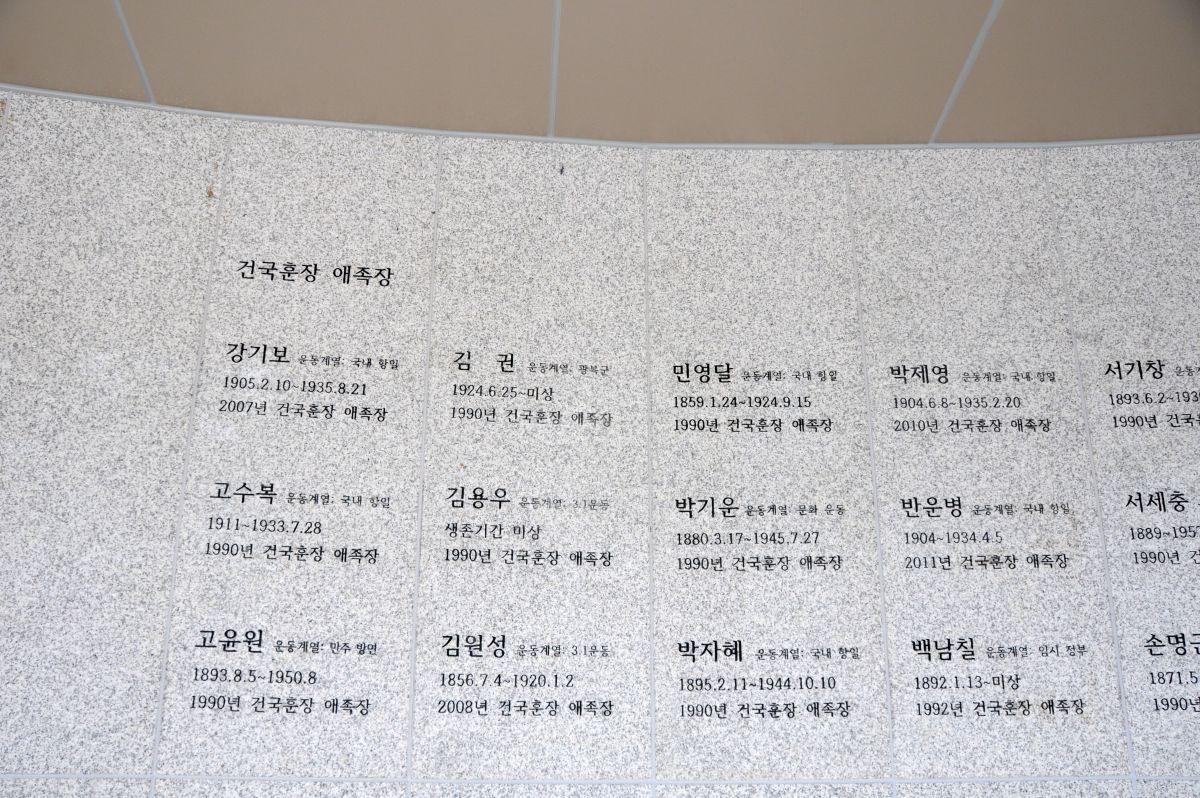 건국훈장 애족장
강기보 운동계열: 국내 항일
1905.2.10~1935.8.21
2007년 건국훈장 애족장
고수복 운동계열: 국내 항일
1911~1933.7.28
1990년 건국훈장 애족장
고윤원 운동계열: 만주 방면
1893.8.5~1950.8
1990년 건국훈장 애족장
김 권 운동계열: 광복군
1924.6.25~미상
1990년 건국훈장 애족장
김용우 운동계열: 3.1운동
생존기간 미상
1990년 건국훈장 애족장
김원성 운동계열: 3.1운동
1856.7.4~1920.1.2
2008년 건국훈장 애족장
민영달 운동계열: 국내 항일
1859.1.24~1924.9.15
1990년 건국훈장 애족장
박기운 운동계열: 문화 운동
1880.3.17~1945.7.27
1990년 건국훈장 애족장
박자혜 운동계열: 국내 항일
1895.2.11~1944.10.10
1990년 건국훈장 애족장
박제영 운동계열: 국내 항일
1904.6.8~1935.2.20
2010년 건국훈장 애족장
반운병 운동계열: 국내 항일
1904~1934.4.5
2011년 건국훈장 애족장
백남칠 운동계열: 임시 정부
1892.1.13~미상
1992년 건국훈장 애족장
서기창
1893.6.2~193
1990년 건국
서세충
1889~195
1990년
손명근
1871.5
1990년